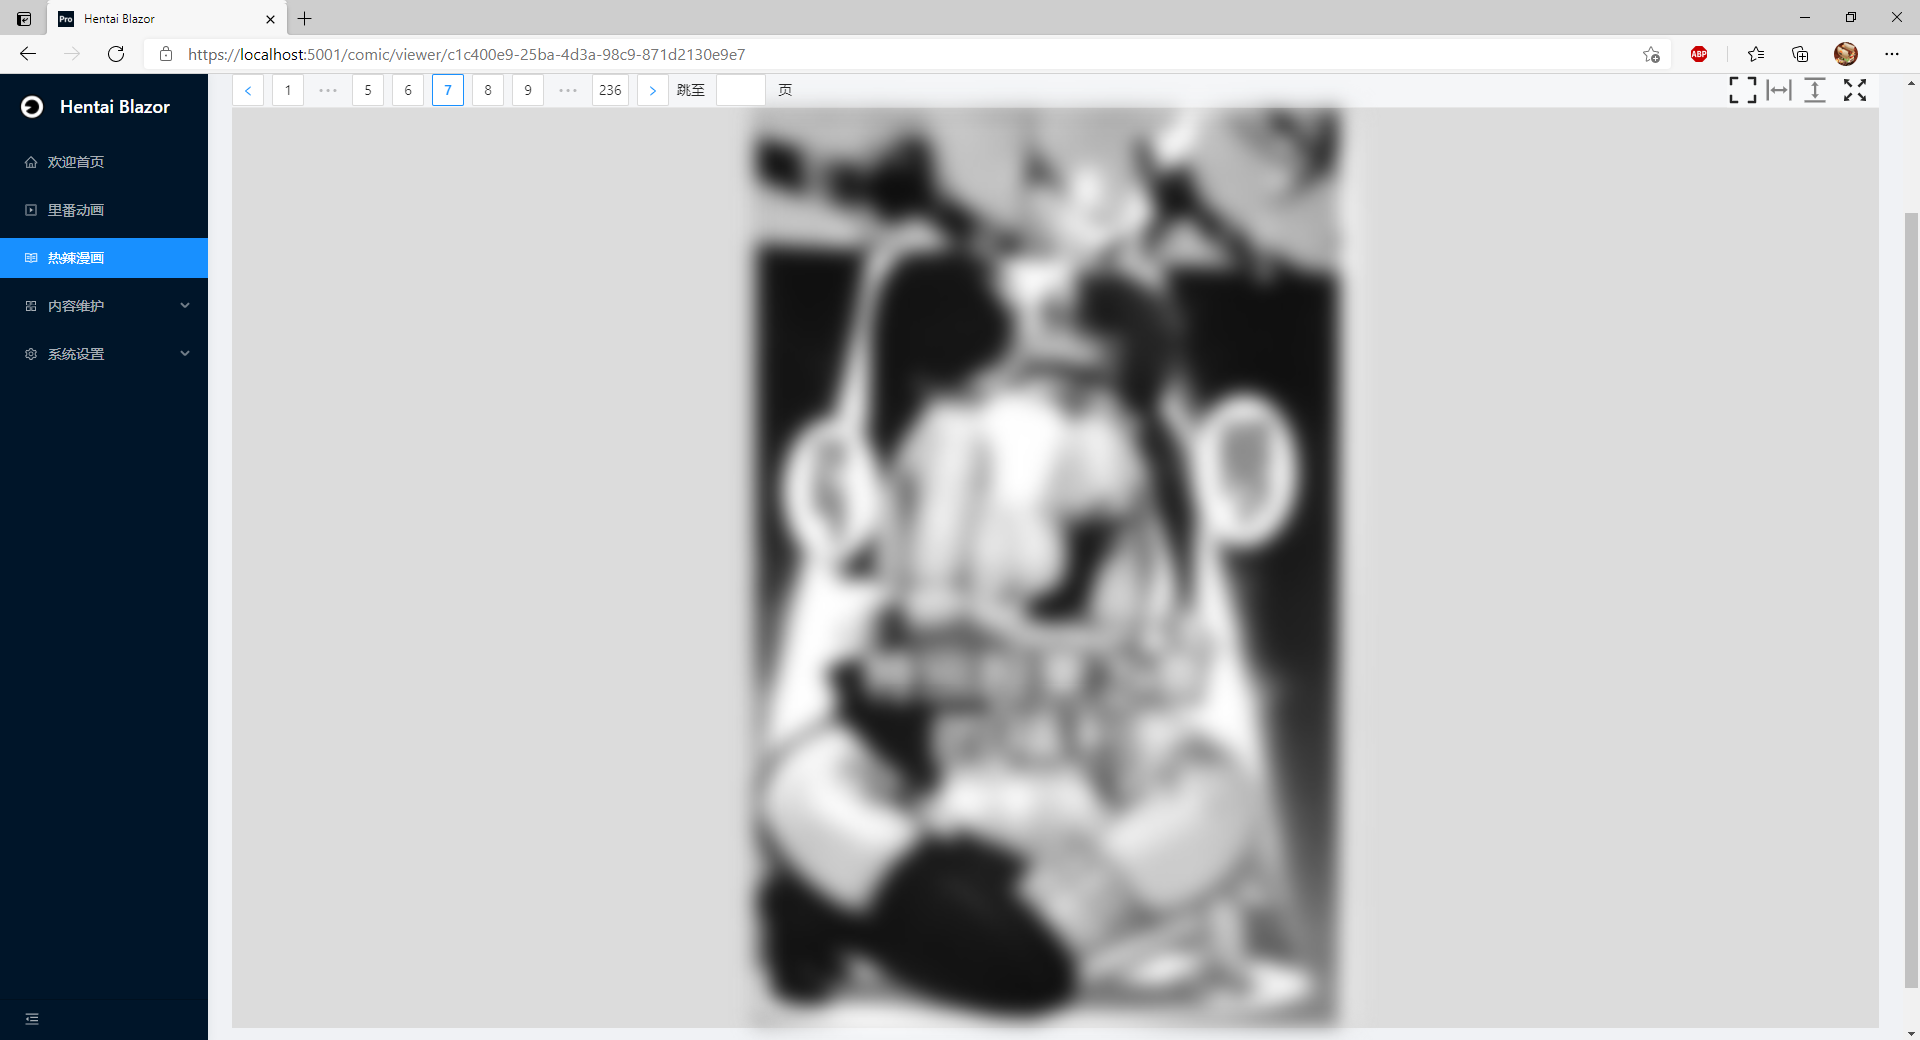 Hentai Blazor
https://localhost:5001/comic/viewer/c1c400e9-25ba-4d3a-98c9-871d2130e9e7
ABP
Pro
Hentai Blazor
欢迎首页
里番动画
热辣漫画
内容维护
系统设置
< 1 ••• 5 6 7 8 9 ••• 236 > 跳至 页